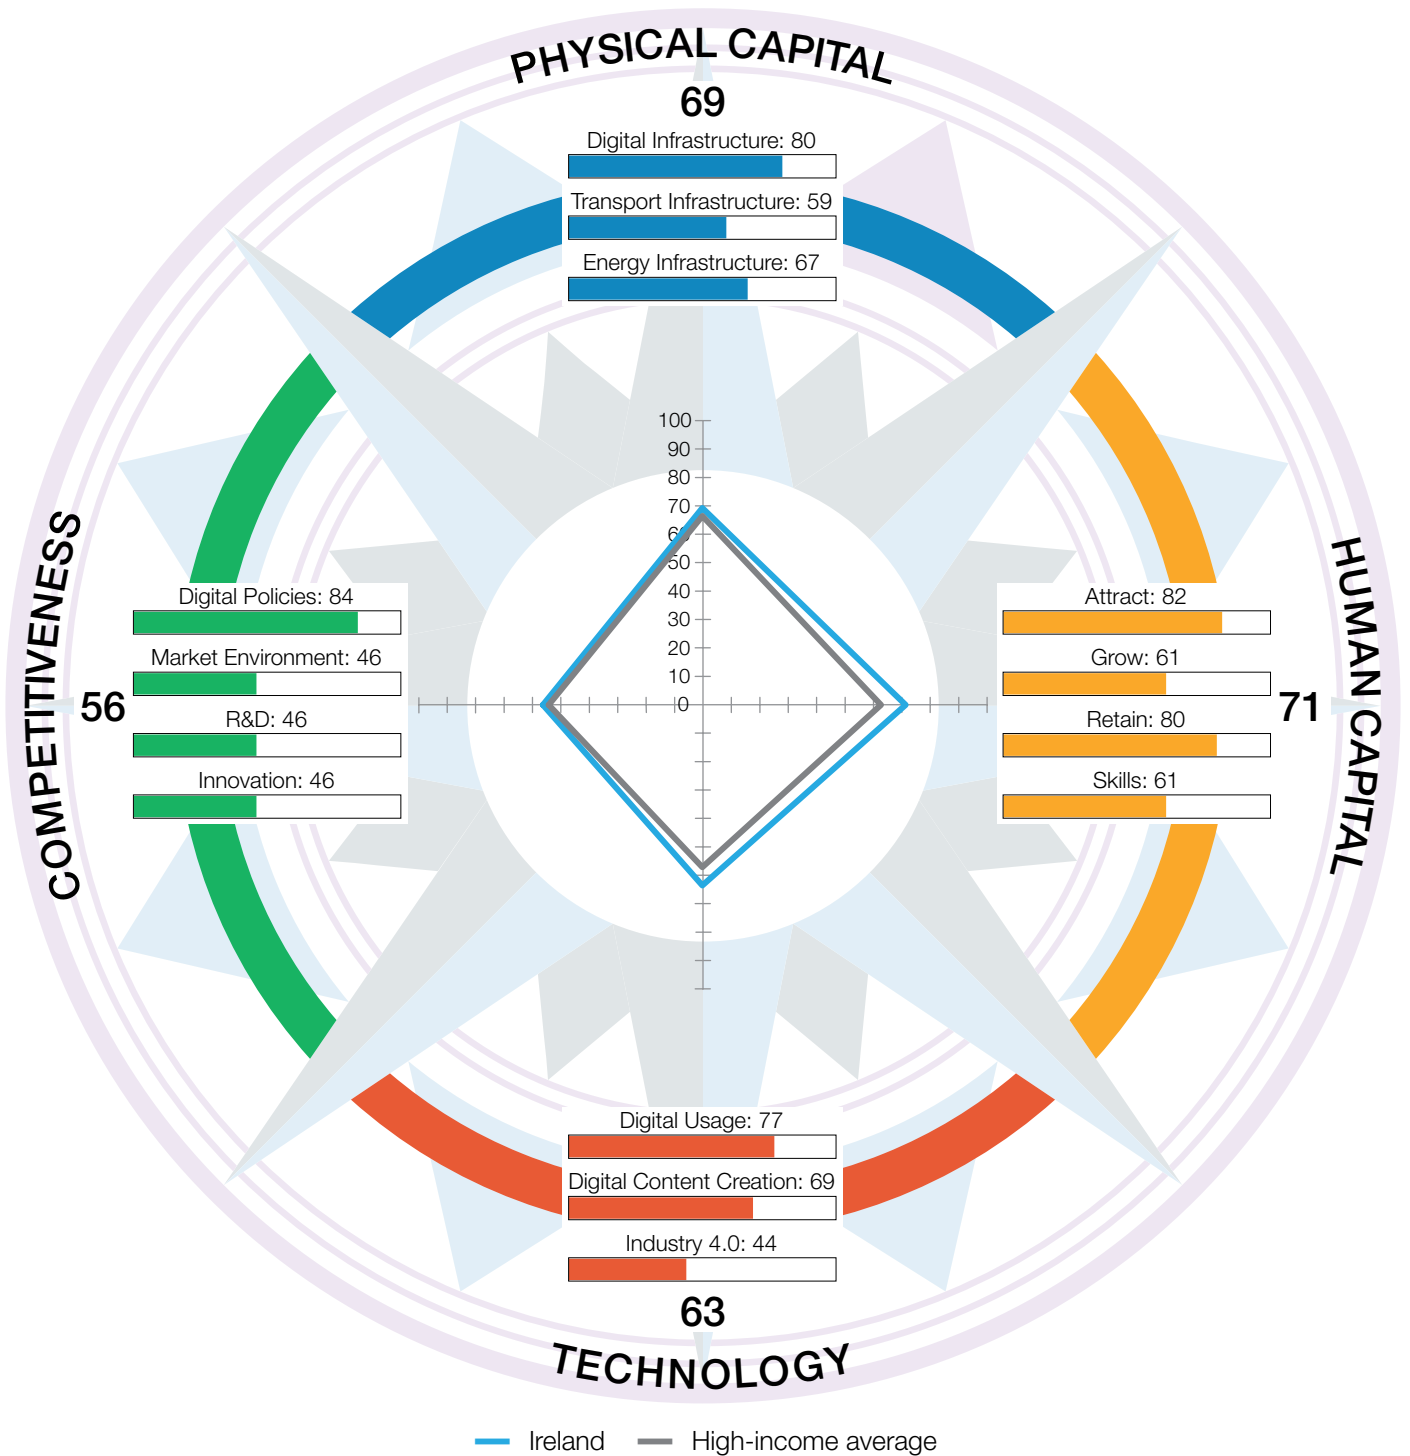 PHYSICAL CAPITAL
69
Digital Infrastructure: 80
Transport Infrastructure: 59
Energy Infrastructure: 67
100
90
80
70
60
50
40
30
20
10
0
COMPETITIVENESS
56
Digital Policies: 84
Market Environment: 46
R&D: 46
Innovation: 46
HUMAN CAPITAL
71
Attract: 82
Grow: 61
Retain: 80
Skills: 61
Digital Usage: 77
Digital Content Creation: 69
Industry 4.0: 44
63
TECHNOLOGY
Ireland
High-income average